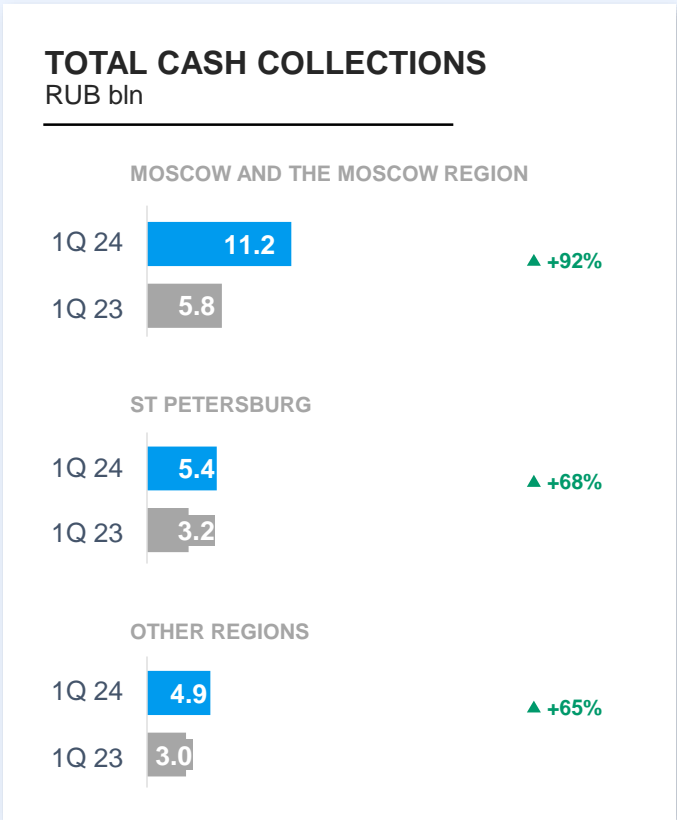 TOTAL CASH COLLECTIONS
RUB bln
MOSCOW AND THE MOSCOW REGION
1Q 24 11.2
▲ +92%
1Q 23 5.8
ST PETERSBURG
1Q 24 5.4
▲ +68%
1Q 23 3.2
OTHER REGIONS
1Q 24 4.9
▲ +65%
1Q 23 3.0